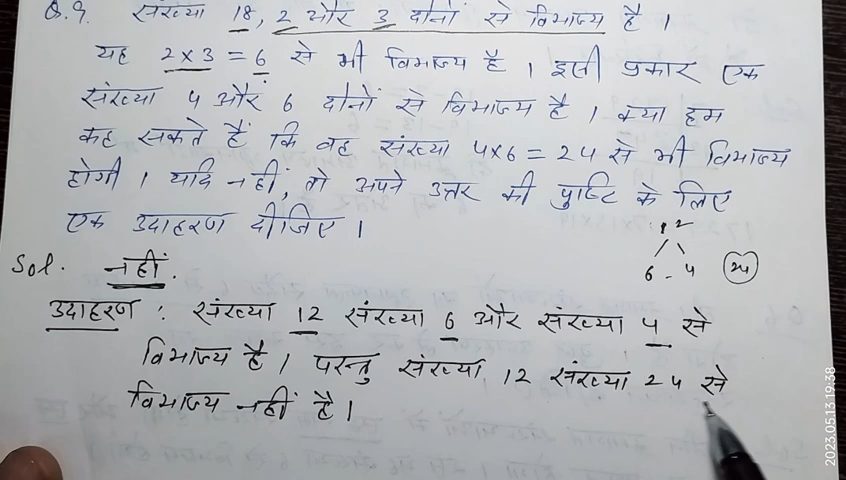 Q.9. संख्या 18, 2 और 3 दोनों से विभाज्य है।
यह 2 x 3 = 6 से भी विभाज्य है। इसी प्रकार एक
संख्या 4 और 6 दोनों से विभाज्य है। क्या हम
कह सकते हैं कि वह संख्या 4x6 = 24 से भी विभाज्य
होगी। यदि नहीं, तो अपने उत्तर की पुष्टि के लिए
एक उदाहरण दीजिए।
12
6 - 4 24
Sol. नहीं.
उदाहरण : संख्या 12 संख्या 6 और संख्या 4 से
विभाज्य है। परन्तु संख्या 12 संख्या 24 से
विभाज्य नहीं है।
2023.05.13 19:38